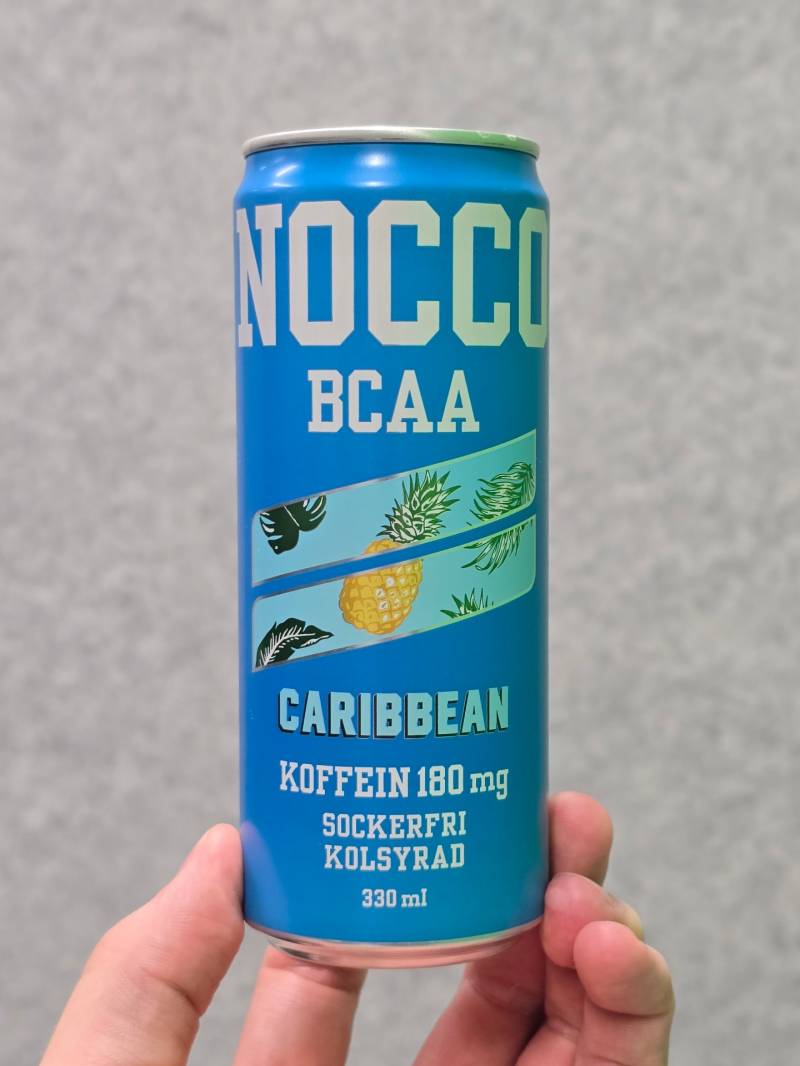 NOCCO
BCAA
CARIBBEAN
KOFFEIN 180 mg
SOCKERFRI
KOLSYRAD
330 ml